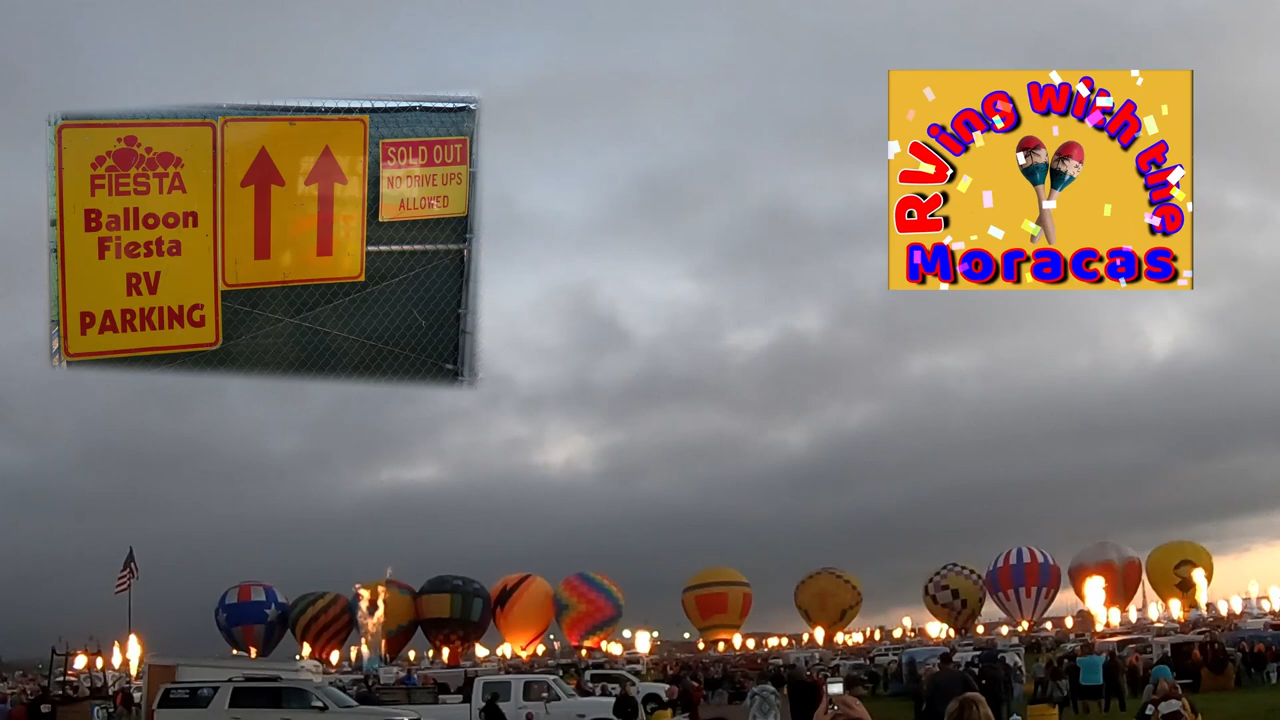 FIESTA
Balloon
Fiesta
RV
PARKING
SOLD OUT
NO DRIVE UPS
ALLOWED
RVing with the
Moracas